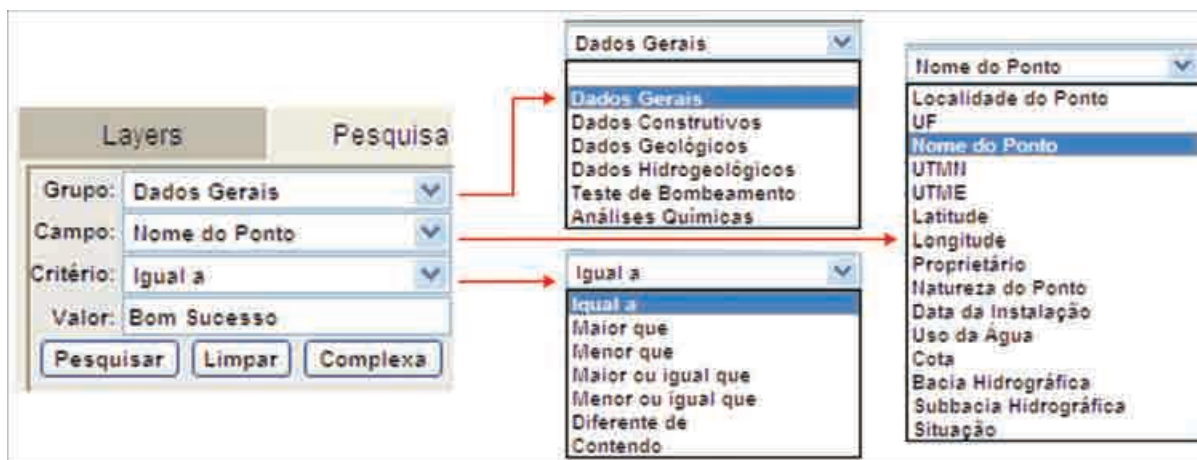 Layers
Pesquisa
Grupo: Dados Gerais
Campo: Nome do Ponto
Critério: Igual a
Valor: Bom Sucesso
Pesquisar Limpar Complexa
Dados Gerais
Dados Gerais
Dados Construtivos
Dados Geológicos
Dados Hidrogeológicos
Teste de Bombeamento
Análises Químicas
Igual a
Igual a
Maior que
Menor que
Maior ou igual que
Menor ou igual que
Diferente de
Contendo
Nome do Ponto
Localidade do Ponto
UF
Nome do Ponto
UTMN
UTME
Latitude
Longitude
Proprietário
Natureza do Ponto
Data da Instalação
Uso da Água
Cota
Bacia Hidrográfica
Subbacia Hidrográfica
Situação